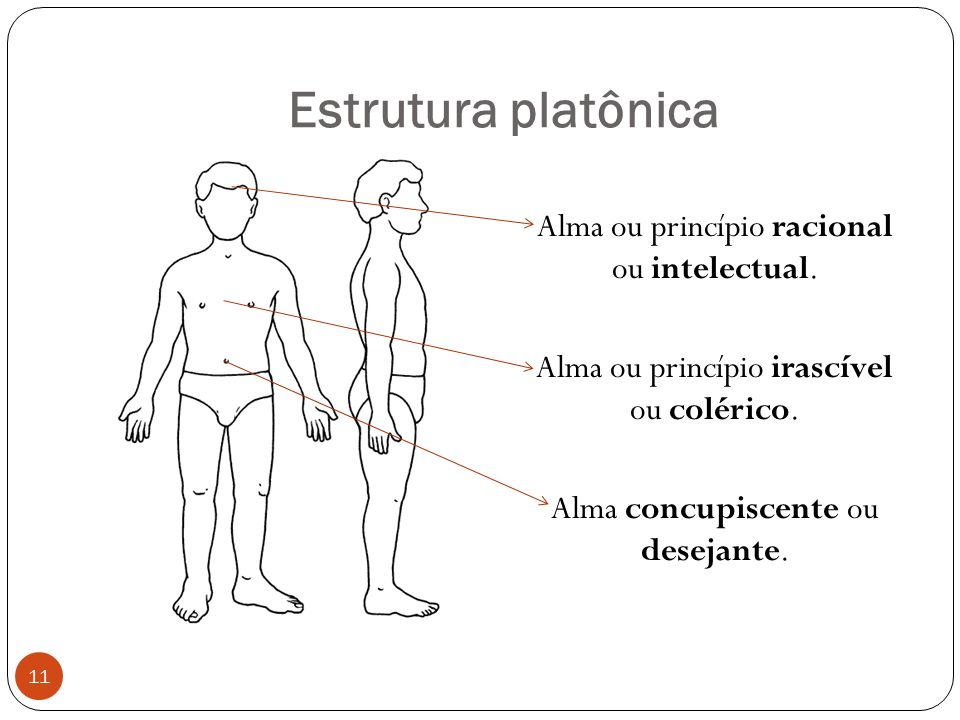 Estrutura platônica
Alma ou princípio racional
ou intelectual.
Alma ou princípio irascível
ou colérico.
Alma concupiscente ou
desejante.
11